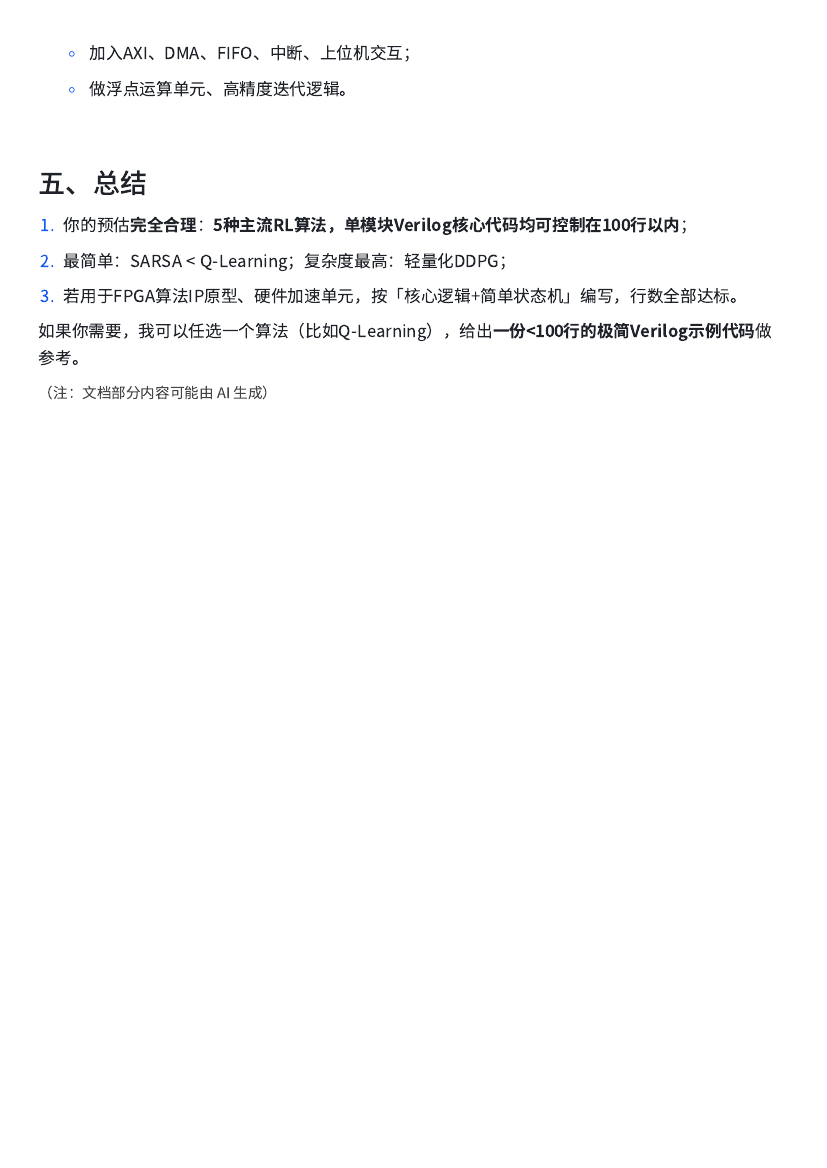 ◦ 加入AXI、DMA、FIFO、中断、上位机交互；
◦ 做浮点运算单元、高精度迭代逻辑。
五、总结
1. 你的预估完全合理：5种主流RL算法，单模块Verilog核心代码均可控制在100行以内；
2. 最简单：SARSA < Q-Learning；复杂度最高：轻量化DDPG；
3. 若用于FPGA算法IP原型、硬件加速单元，按「核心逻辑+简单状态机」编写，行数全部达标。
如果你需要，我可以任选一个算法（比如Q-Learning），给出一份<100行的极简Verilog示例代码做
参考。
（注：文档部分内容可能由 AI 生成）